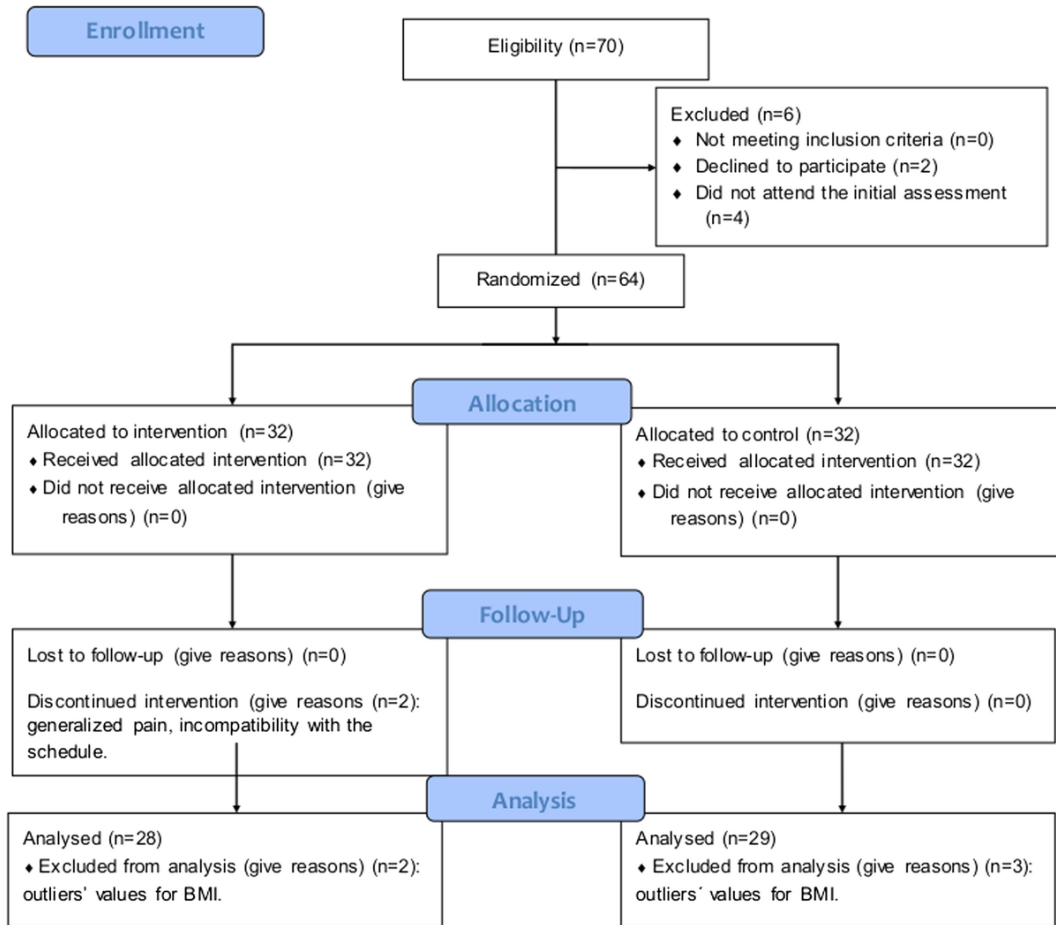 Enrollment
Eligibility (n=70)
Excluded (n=6)
♦ Not meeting inclusion criteria (n=0)
♦ Declined to participate (n=2)
♦ Did not attend the initial assessment
(n=4)
Randomized (n=64)
Allocation
Allocated to intervention (n=32)
♦ Received allocated intervention (n=32)
♦ Did not receive allocated intervention (give
reasons) (n=0)
Allocated to control (n=32)
♦ Received allocated intervention (n=32)
♦ Did not receive allocated intervention (give
reasons) (n=0)
Follow-Up
Lost to follow-up (give reasons) (n=0)
Discontinued intervention (give reasons (n=2):
generalized pain, incompatibility with the
schedule.
Lost to follow-up (give reasons) (n=0)
Discontinued intervention (give reasons) (n=0)
Analysis
Analysed (n=28)
♦ Excluded from analysis (give reasons) (n=2):
outliers' values for BMI.
Analysed (n=29)
♦ Excluded from analysis (give reasons) (n=3):
outliers´ values for BMI.